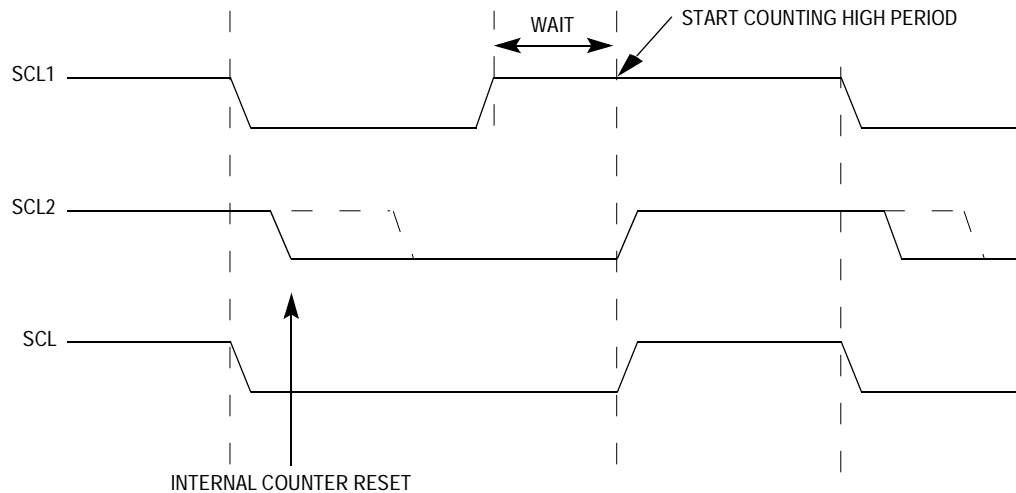 WAIT
START COUNTING HIGH PERIOD
SCL1
SCL2
SCL
INTERNAL COUNTER RESET